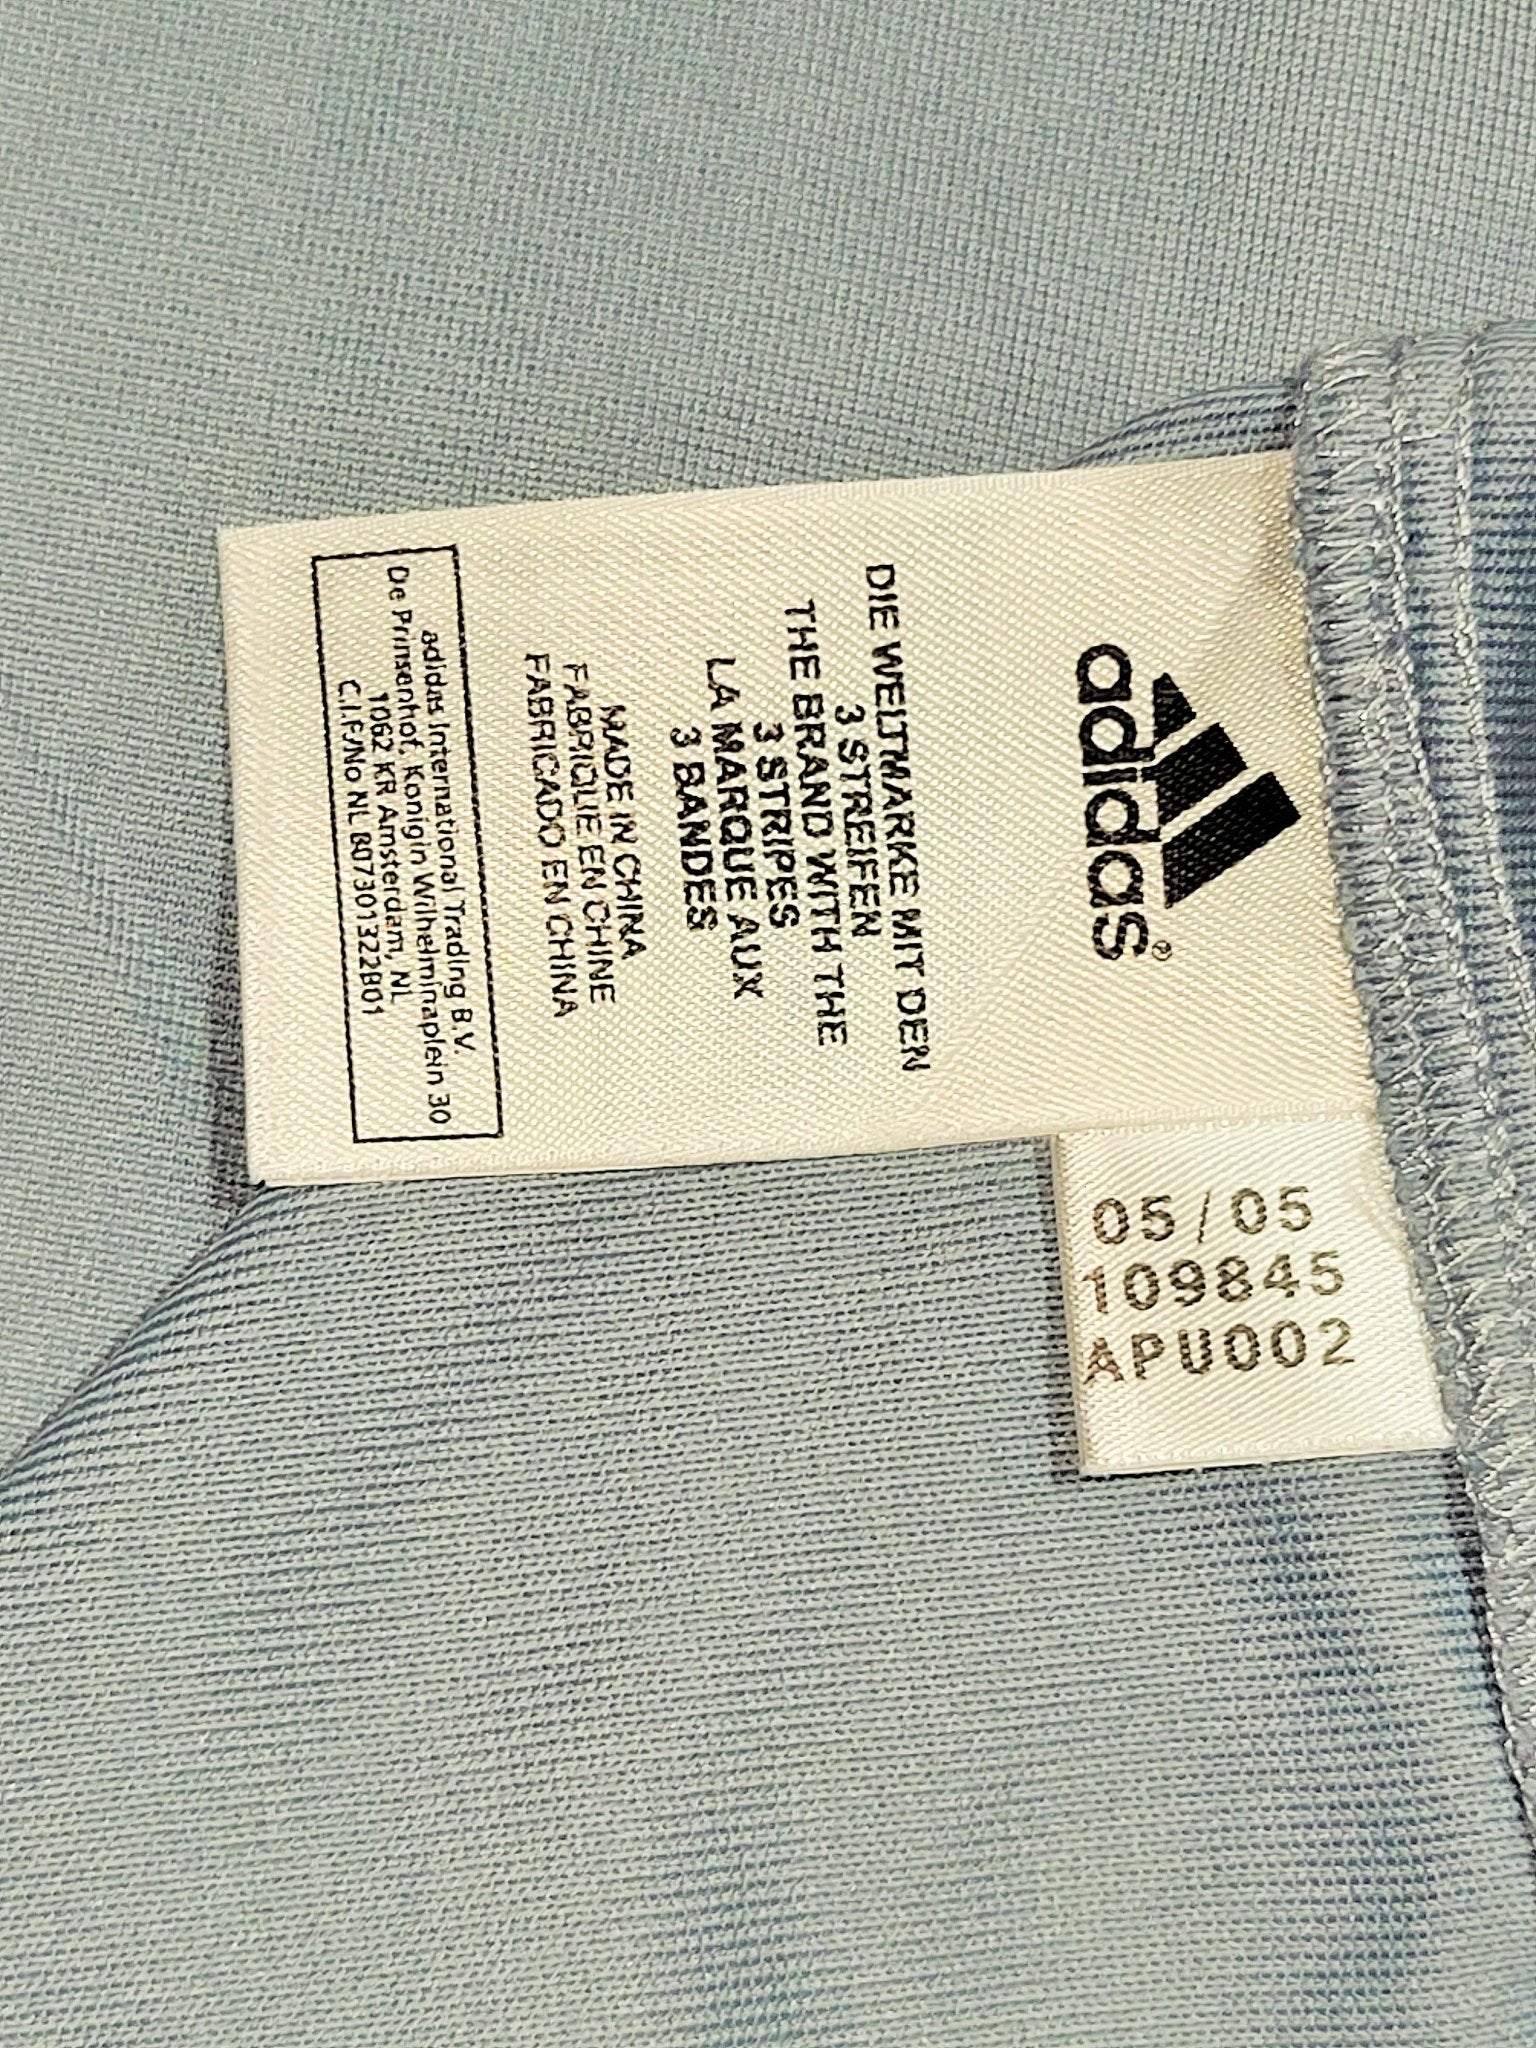 adidas®
DIE WELTMARKE MIT DEN
3 STREIFEN
THE BRAND WITH THE
3 STRIPES
LA MARQUE AUX
3 BANDES
MADE IN CHINA
FABRIQUE EN CHINE
FABRICADO EN CHINA
adidas International Trading B.V.
De Prinsenhof, Konigin Wilhelminaplein 30
1062 KR Amsterdam, NL
C.I.F/No NL 807301322B01
05/05
109845
APU002